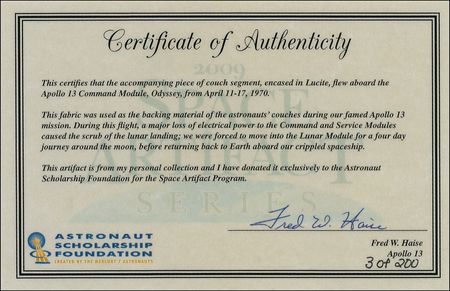 Certificate of Authenticity
2009
SPACE
ARTIFACT
SERIES
This certifies that the accompanying piece of couch segment, encased in Lucite, flew aboard the
Apollo 13 Command Module, Odyssey, from April 11-17, 1970.
This fabric was used as the backing material of the astronauts' couches during our famed Apollo 13
mission. During this flight, a major loss of electrical power to the Command and Service Modules
caused the scrub of the lunar landing; we were forced to move into the Lunar Module for a four day
journey around the moon, before returning back to Earth aboard our crippled spaceship.
This artifact is from my personal collection and I have donated it exclusively to the Astronaut
Scholarship Foundation for the Space Artifact Program.
Fred W. Haise
ASTRONAUT
SCHOLARSHIP
FOUNDATION
CREATED BY THE MERCURY 7 ASTRONAUTS
Fred W. Haise
Apollo 13
3 of 200